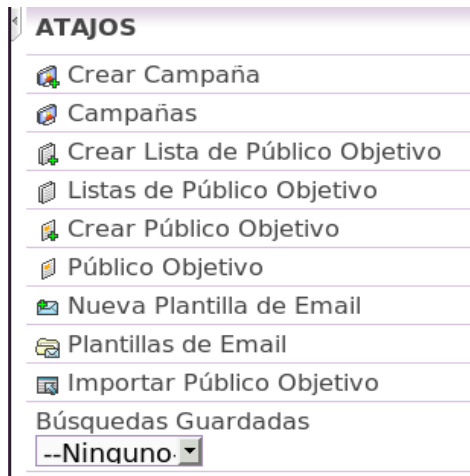 ATAJOS
Crear Campaña
Campañas
Crear Lista de Público Objetivo
Listas de Público Objetivo
Crear Público Objetivo
Público Objetivo
Nueva Plantilla de Email
Plantillas de Email
Importar Público Objetivo
Búsquedas Guardadas
--Ninguno-